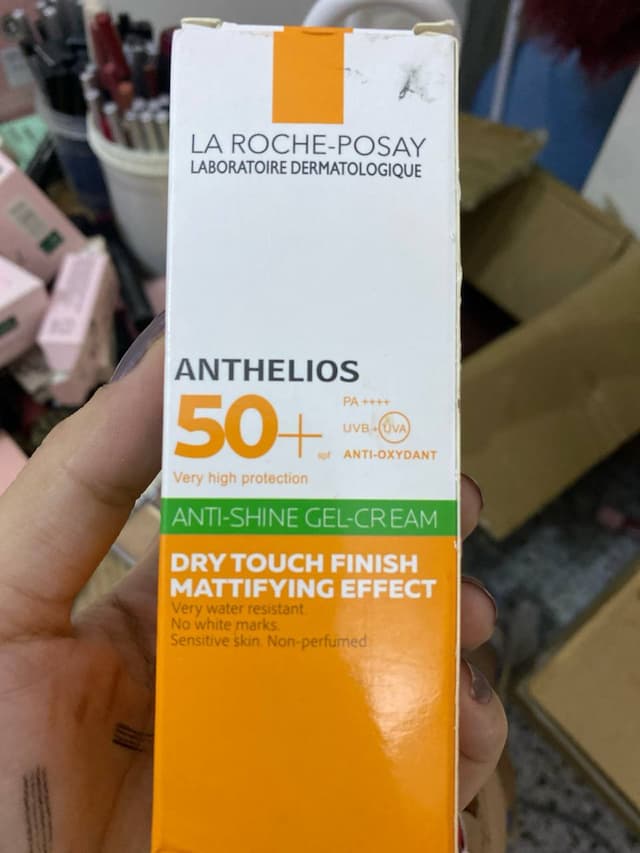 LA ROCHE-POSAY
LABORATOIRE DERMATOLOGIQUE
ANTHELIOS
50+ spf
PA ++++
UVB + UVA
ANTI-OXYDANT
Very high protection
ANTI-SHINE GEL-CREAM
DRY TOUCH FINISH
MATTIFYING EFFECT
Very water resistant
No white marks.
Sensitive skin. Non-perfumed